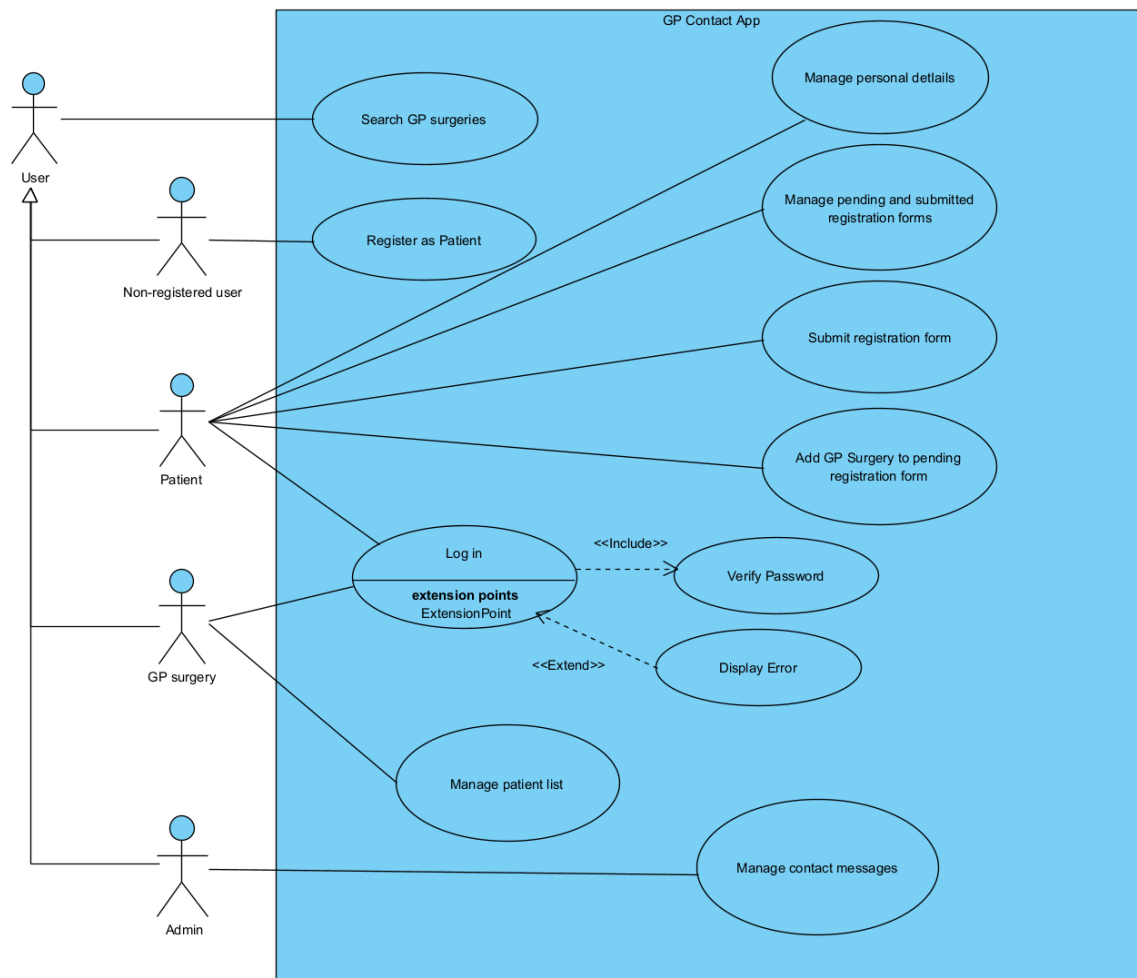 GP Contact App
Manage personal detlails
User
Search GP surgeries
Manage pending and submitted
registration forms
Non-registered user
Register as Patient
Submit registration form
Patient
Add GP Surgery to pending
registration form
Log in
extension points
ExtensionPoint
<<Include>>
Verify Password
<<Extend>>
Display Error
GP surgery
Manage patient list
Manage contact messages
Admin